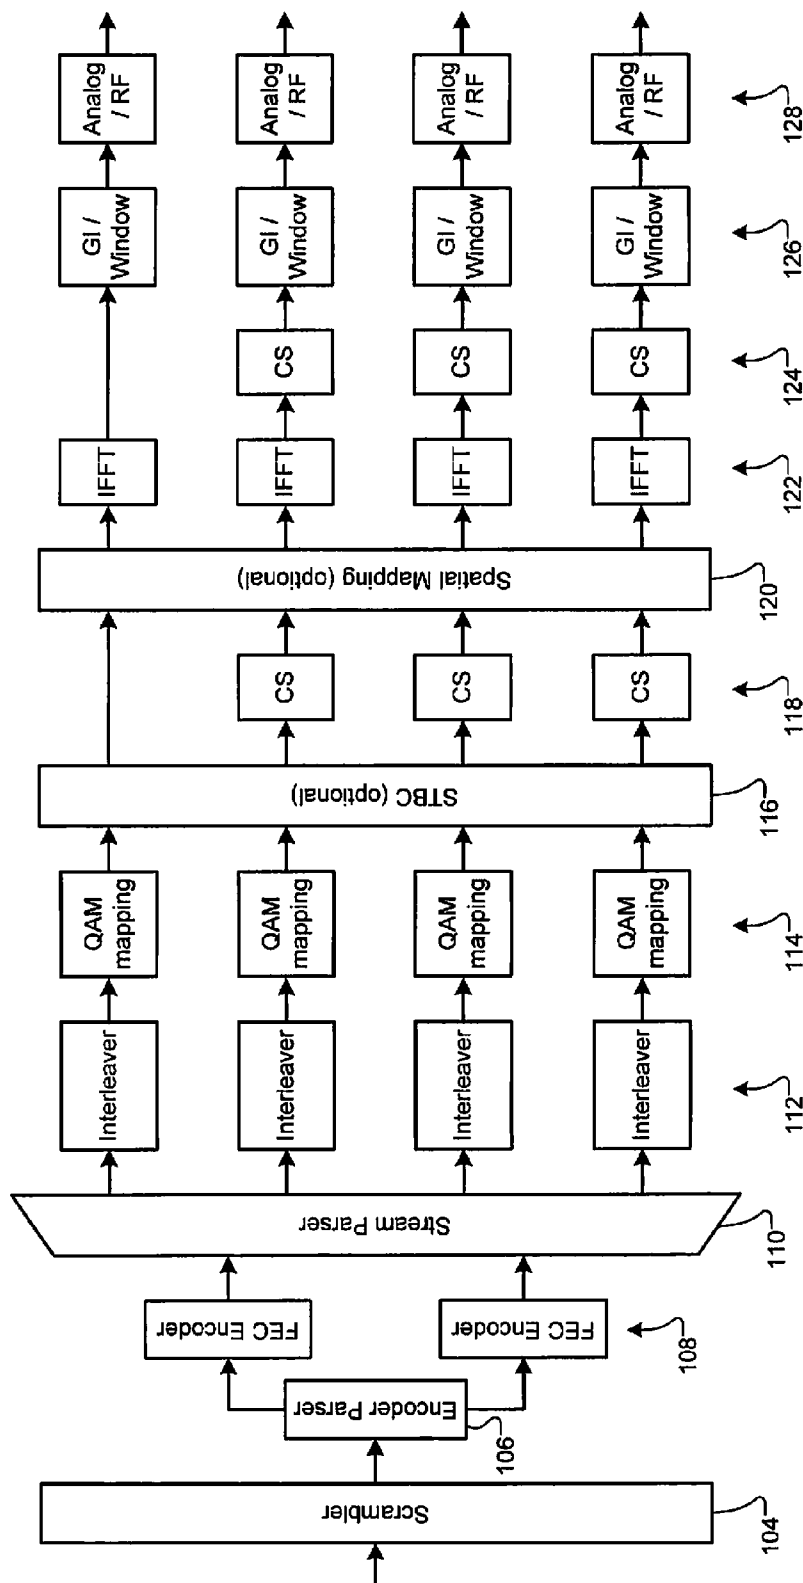 Scrambler
104
Encoder Parser
106
FEC Encoder
FEC Encoder
108
Stream Parser
110
Interleaver
Interleaver
Interleaver
Interleaver
112
QAM
mapping
QAM
mapping
QAM
mapping
QAM
mapping
114
STBC (optional)
116
CS
CS
CS
118
Spatial Mapping (optional)
120
IFFT
IFFT
IFFT
IFFT
122
CS
CS
CS
124
GI /
Window
GI /
Window
GI /
Window
GI /
Window
126
Analog
/ RF
Analog
/ RF
Analog
/ RF
Analog
/ RF
128